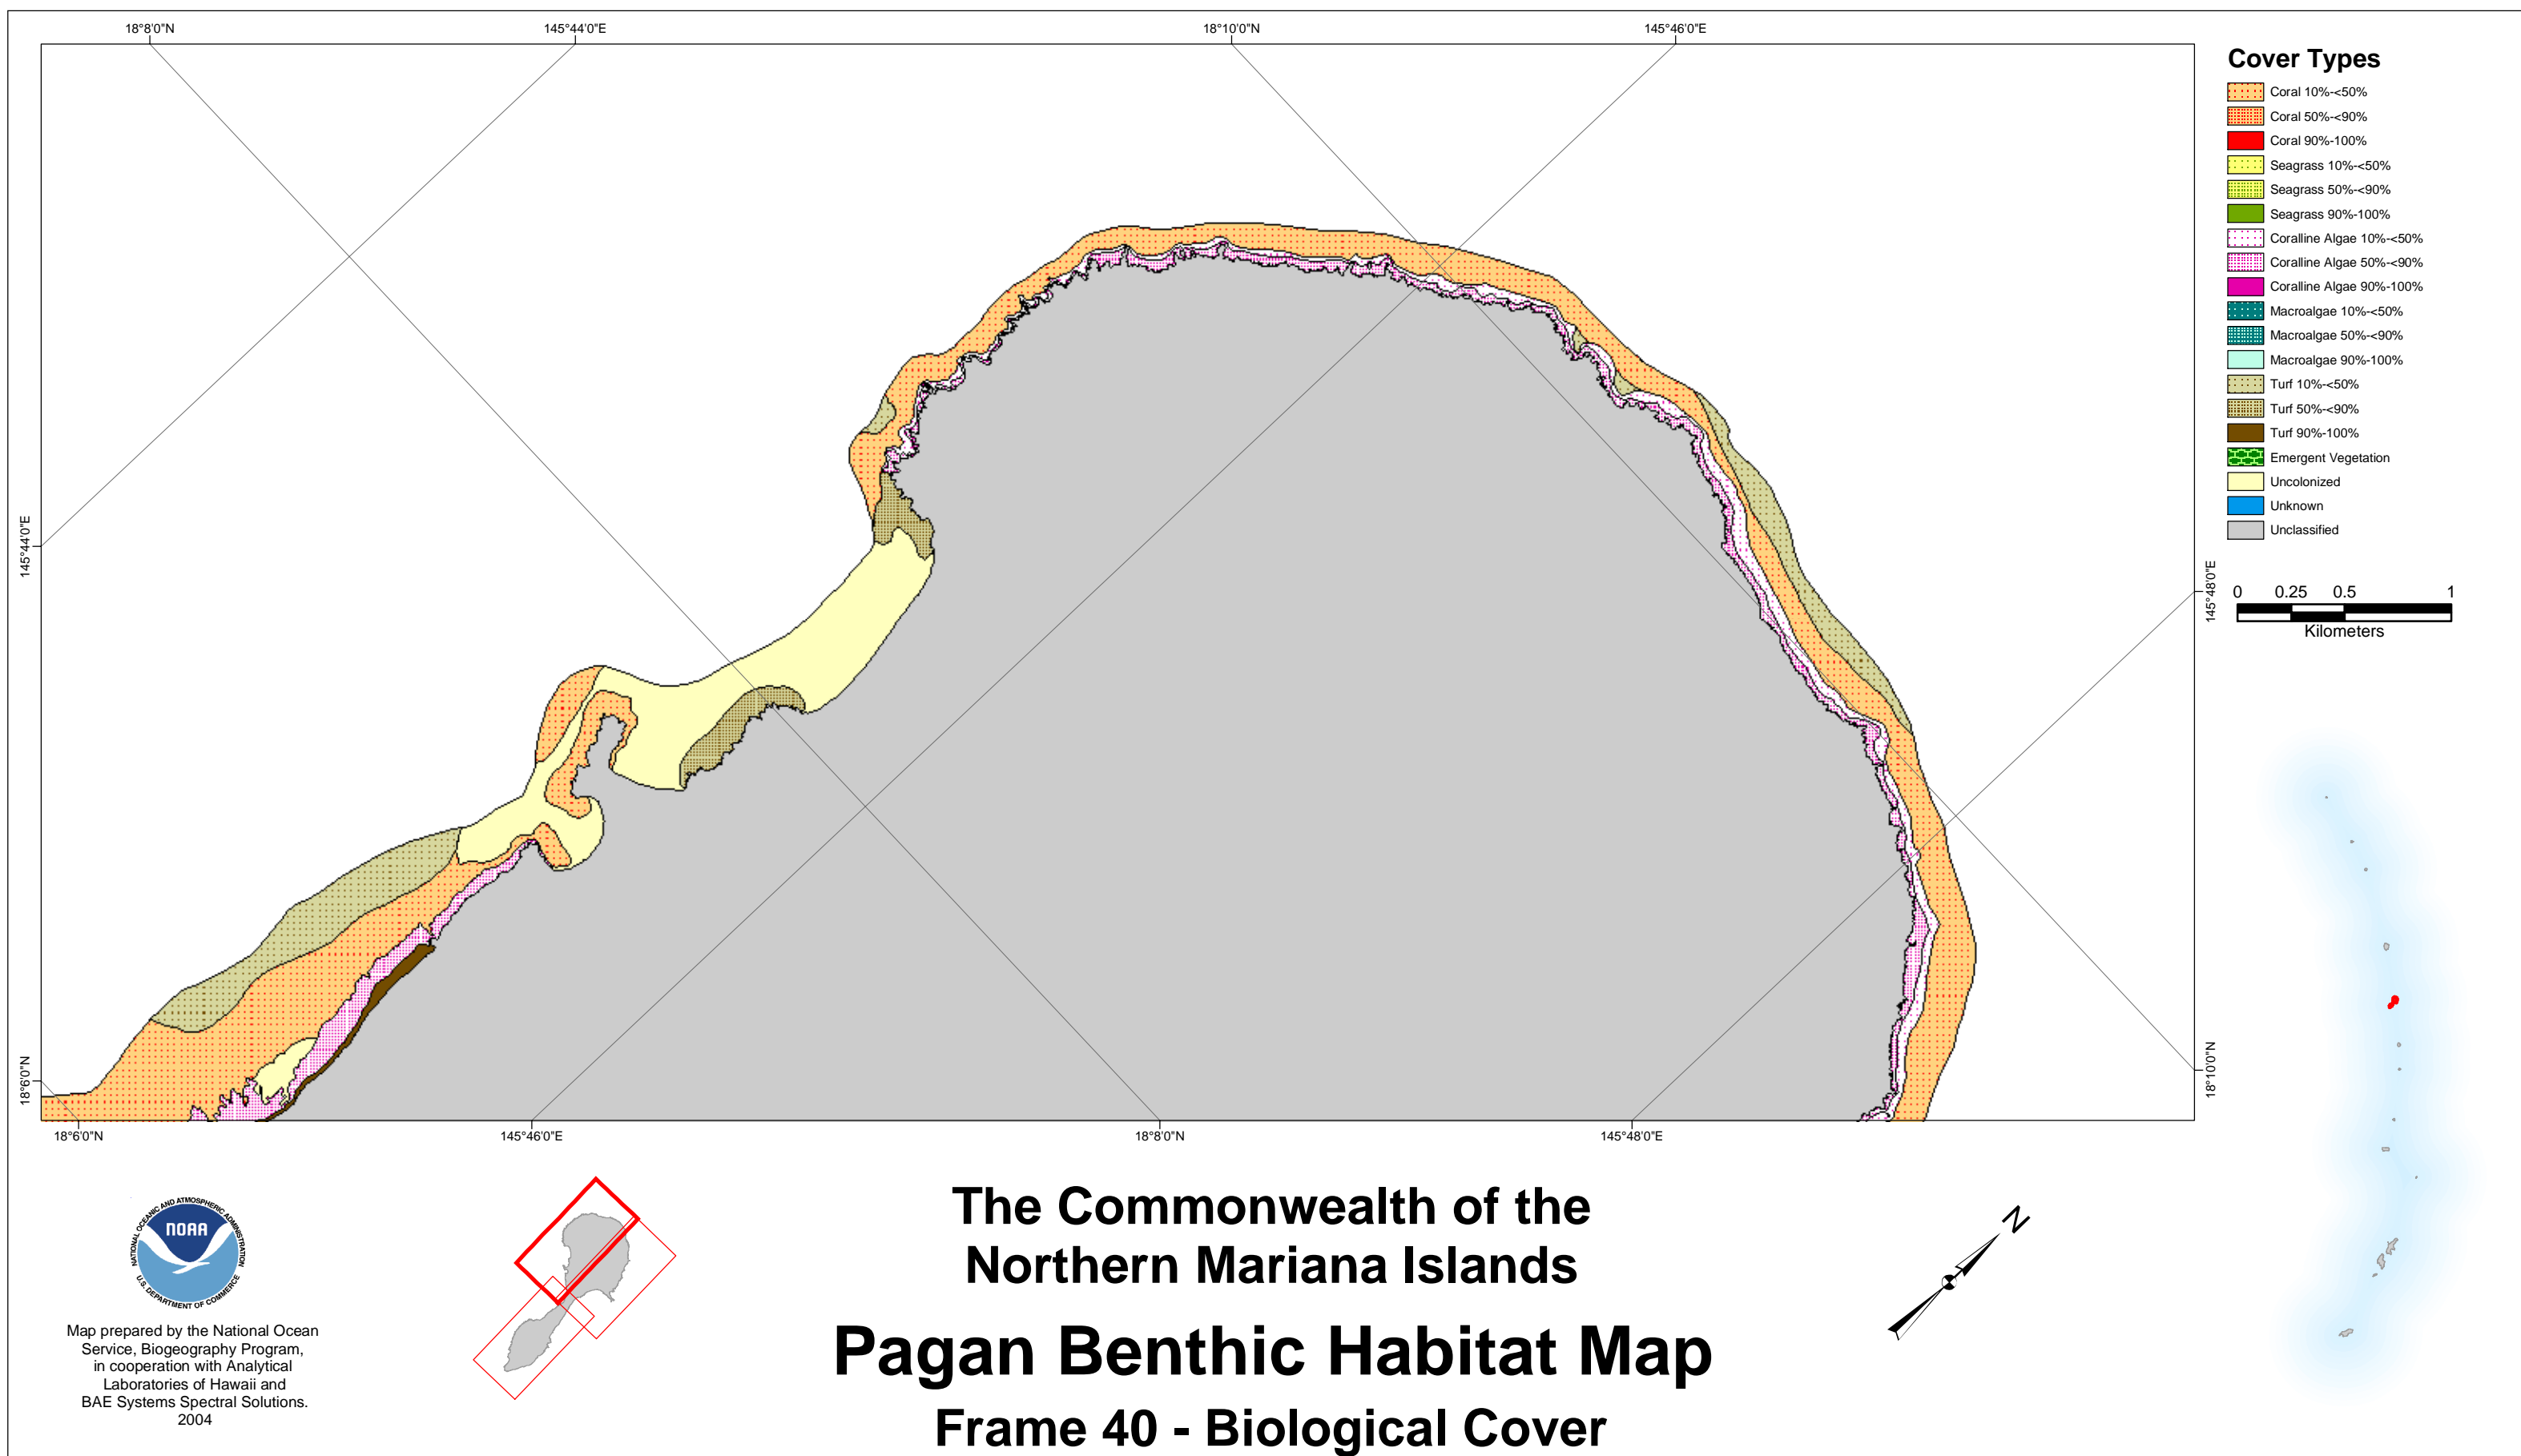 18°8'0"N
145°44'0"E
18°10'0"N
145°46'0"E
Cover Types
Coral 10%-<50%
Coral 50%-<90%
Coral 90%-100%
Seagrass 10%-<50%
Seagrass 50%-<90%
Seagrass 90%-100%
Coralline Algae 10%-<50%
Coralline Algae 50%-<90%
Coralline Algae 90%-100%
Macroalgae 10%-<50%
Macroalgae 50%-<90%
Macroalgae 90%-100%
Turf 10%-<50%
Turf 50%-<90%
Turf 90%-100%
Emergent Vegetation
Uncolonized
Unknown
Unclassified
0 0.25 0.5 1
Kilometers
145°44'0"E
145°48'0"E
18°6'0"N
18°10'0"N
18°6'0"N
145°46'0"E
18°8'0"N
145°48'0"E
NATIONAL OCEANIC AND ATMOSPHERIC ADMINISTRATION
NOAA
U.S. DEPARTMENT OF COMMERCE
Map prepared by the National Ocean
Service, Biogeography Program,
in cooperation with Analytical
Laboratories of Hawaii and
BAE Systems Spectral Solutions.
2004
The Commonwealth of the
Northern Mariana Islands
Pagan Benthic Habitat Map
Frame 40 - Biological Cover
N